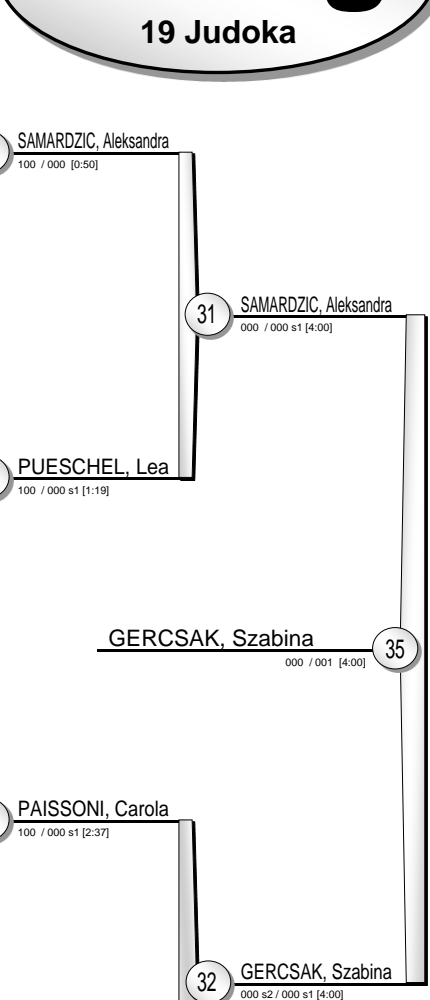 19 Judoka
SAMARDZIC, Aleksandra
100 / 000 [0:50]
31
SAMARDZIC, Aleksandra
000 / 000 s1 [4:00]
PUESCHEL, Lea
100 / 000 s1 [1:19]
GERCSAK, Szabina
35
000 / 001 [4:00]
PAISSONI, Carola
100 / 000 s1 [2:37]
32
GERCSAK, Szabina
000 s2 / 000 s1 [4:00]